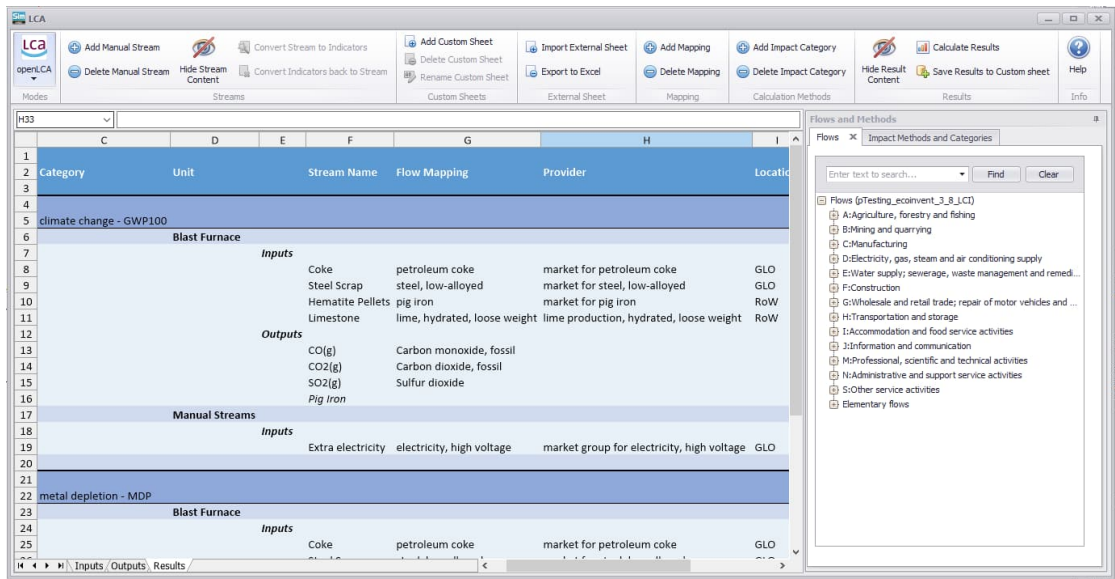 Sim LCA
LCa
openLCA
Modes
Add Manual Stream
Delete Manual Stream
Hide Stream
Content
Convert Stream to Indicators
Convert Indicators back to Stream
Streams
Add Custom Sheet
Delete Custom Sheet
Rename Custom Sheet
Custom Sheets
Import External Sheet
Export to Excel
External Sheet
Add Mapping
Delete Mapping
Mapping
Add Impact Category
Delete Impact Category
Calculation Methods
Hide Result
Content
Calculate Results
Save Results to Custom sheet
Results
Help
Info
H33
C D E F G H I
1
2 Category Unit Stream Name Flow Mapping Provider Locatio
3
4
5 climate change - GWP100
6 Blast Furnace
7 Inputs
8 Coke petroleum coke market for petroleum coke GLO
9 Steel Scrap steel, low-alloyed market for steel, low-alloyed GLO
10 Hematite Pellets pig iron market for pig iron RoW
11 Limestone lime, hydrated, loose weight lime production, hydrated, loose weight RoW
12 Outputs
13 CO(g) Carbon monoxide, fossil
14 CO2(g) Carbon dioxide, fossil
15 SO2(g) Sulfur dioxide
16 Pig Iron
17 Manual Streams
18 Inputs
19 Extra electricity electricity, high voltage market group for electricity, high voltage GLO
20
21
22 metal depletion - MDP
23 Blast Furnace
24 Inputs
25 Coke petroleum coke market for petroleum coke GLO
Inputs Outputs Results
Flows and Methods
Flows X Impact Methods and Categories
Enter text to search... Find Clear
Flows (pTesting_ecoinvent_3_8_LCI)
A:Agriculture, forestry and fishing
B:Mining and quarrying
C:Manufacturing
D:Electricity, gas, steam and air conditioning supply
E:Water supply; sewerage, waste management and remedi...
F:Construction
G:Wholesale and retail trade; repair of motor vehicles and ...
H:Transportation and storage
I:Accommodation and food service activities
J:Information and communication
M:Professional, scientific and technical activities
N:Administrative and support service activities
S:Other service activities
Elementary flows